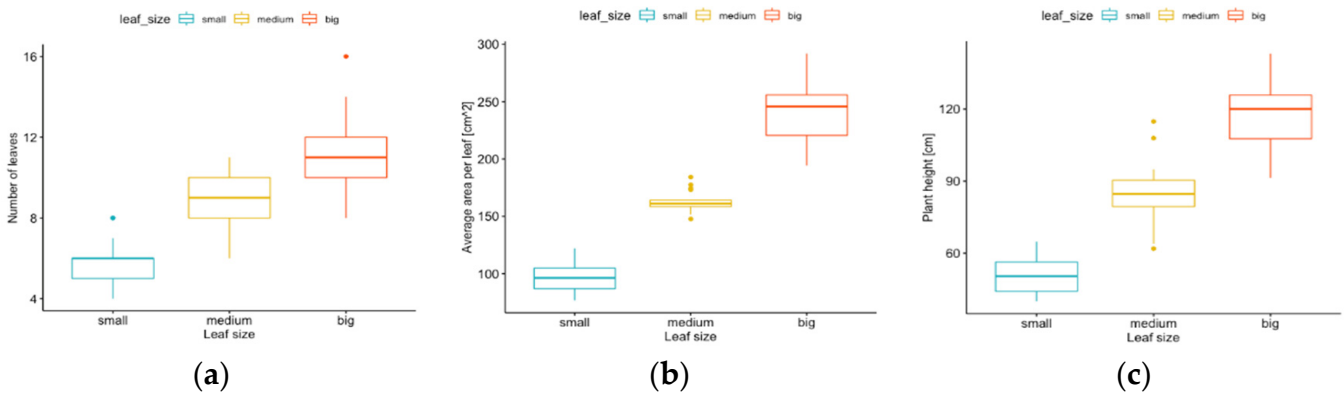 leaf_size small medium big
Number of leaves
16
12
8
4
small medium big
Leaf size
(a)
leaf_size small medium big
Average area per leaf [cm^2]
300
250
200
150
100
small medium big
Leaf size
(b)
leaf_size small medium big
Plant height [cm]
120
90
60
small medium big
Leaf size
(c)